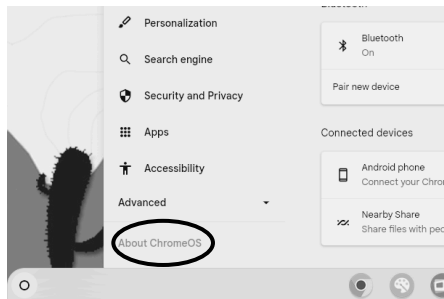 Personalization
Search engine
Security and Privacy
Apps
Accessibility
Advanced
About ChromeOS
Bluetooth
On
Pair new device
Connected devices
Android phone
Connect your Chro
Nearby Share
Share files with peo